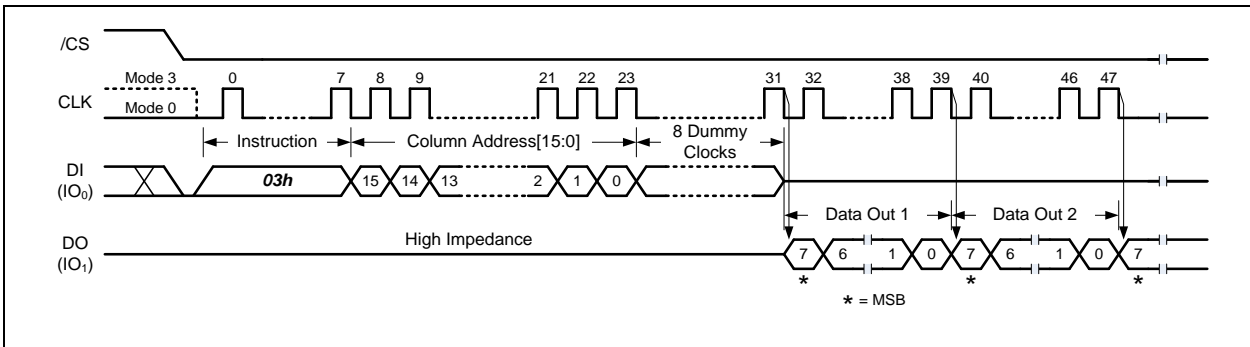 /CS
Mode 3 0 7 8 9 21 22 23 31 32 38 39 40 46 47
CLK
Mode 0
Instruction Column Address[15:0] 8 Dummy
Clocks
DI
(IO₀)
03h 15 14 13 2 1 0
Data Out 1 Data Out 2
DO
(IO₁)
High Impedance
7 6 1 0 7 6 1 0 7
* * *
* = MSB